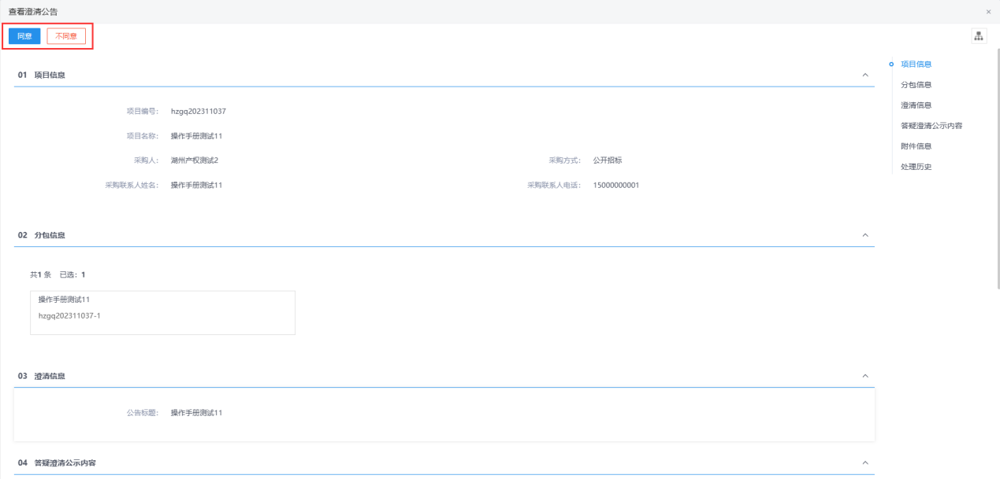 查看澄清公告
×
同意 不同意
01 项目信息
项目编号： hzgq202311037
项目名称： 操作手册测试11
采购人： 湖州产权测试2 采购方式： 公开招标
采购联系人姓名： 操作手册测试11 采购联系人电话： 15000000001
02 分包信息
共1 条 已选：1
操作手册测试11
hzgq202311037-1
03 澄清信息
公告标题： 操作手册测试11
04 答疑澄清公示内容
项目信息
分包信息
澄清信息
答疑澄清公示内容
附件信息
处理历史